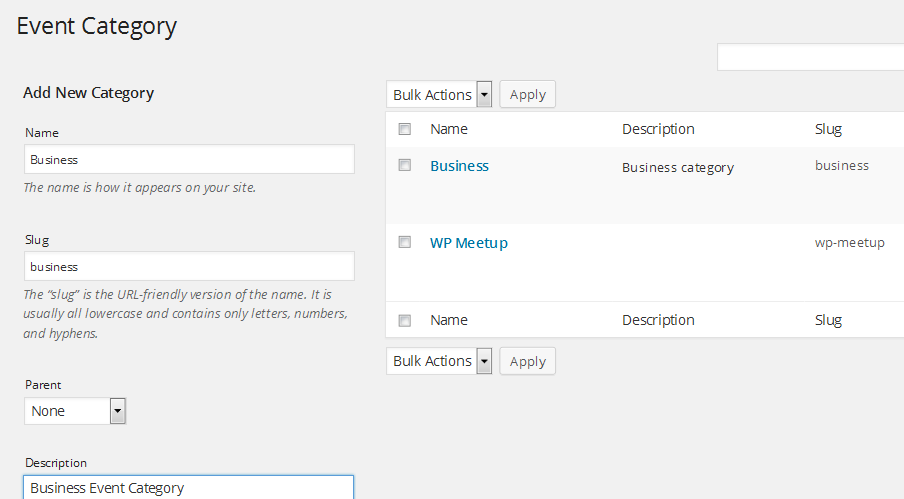 Event Category
Add New Category
Name
Business
The name is how it appears on your site.
Slug
business
The “slug” is the URL-friendly version of the name. It is
usually all lowercase and contains only letters, numbers,
and hyphens.
Parent
None
Description
Business Event Category
Bulk Actions Apply
Name Description Slug
Business Business category business
WP Meetup wp-meetup
Name Description Slug
Bulk Actions Apply